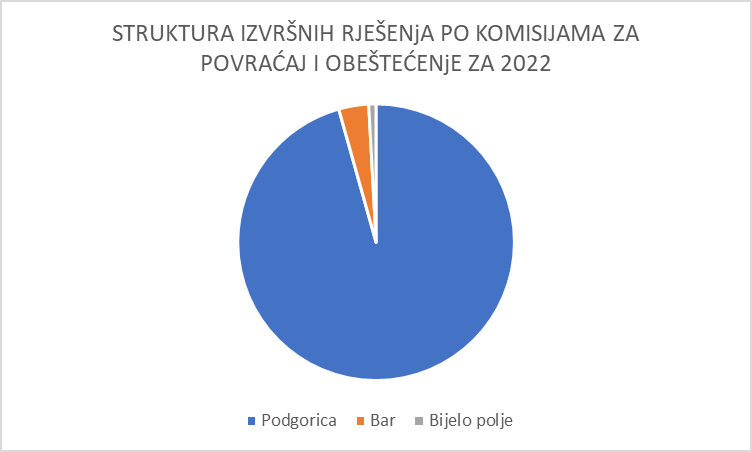 STRUKTURA IZVRŠNIH RJEŠENjA PO KOMISIJAMA ZA
POVRAĆAJ I OBEŠTEĆENjE ZA 2022
Podgorica Bar Bijelo polje